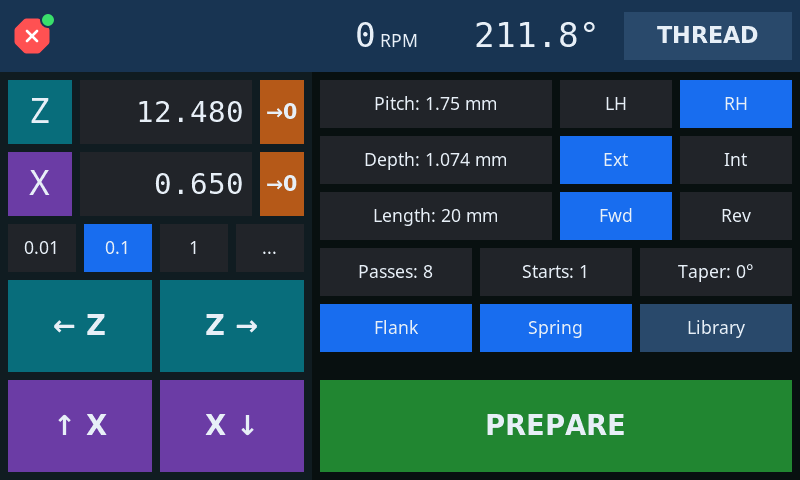 0 RPM 211.8° THREAD
Z 12.480 →0
X 0.650 →0
0.01 0.1 1 ...
← Z Z →
↑ X X ↓
Pitch: 1.75 mm LH RH
Depth: 1.074 mm Ext Int
Length: 20 mm Fwd Rev
Passes: 8 Starts: 1 Taper: 0°
Flank Spring Library
PREPARE